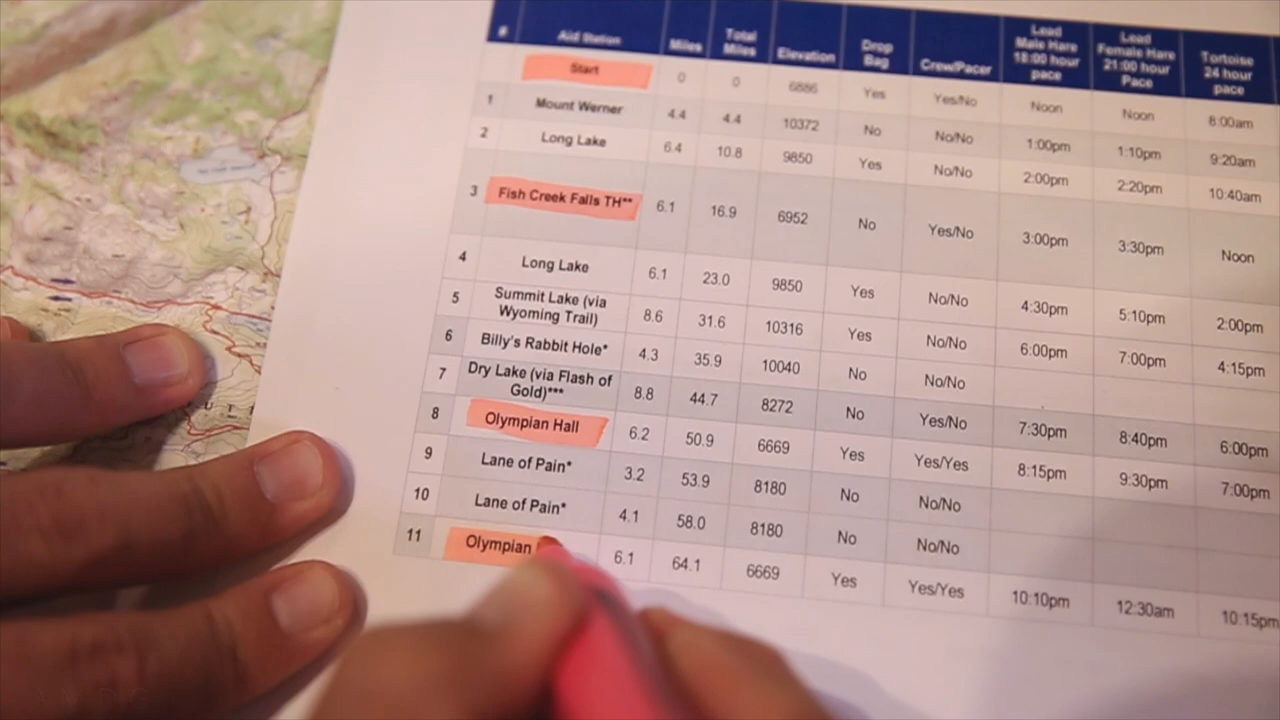 # Aid Station Miles Total Miles Elevation Drop Bag Crew/Pacer Lead Male Hare 18:00 hour pace Lead Female Hare 21:00 hour Pace Tortoise 24 hour pace
Start 0 0 6886 Yes Yes/No Noon Noon 8:00am
1 Mount Werner 4.4 4.4 10372 No No/No 1:00pm 1:10pm 9:20am
2 Long Lake 6.4 10.8 9850 Yes No/No 2:00pm 2:20pm 10:40am
3 Fish Creek Falls TH** 6.1 16.9 6952 No Yes/No 3:00pm 3:30pm Noon
4 Long Lake 6.1 23.0 9850 Yes No/No 4:30pm 5:10pm 2:00pm
5 Summit Lake (via Wyoming Trail) 8.6 31.6 10316 Yes No/No 6:00pm 7:00pm 4:15pm
6 Billy's Rabbit Hole* 4.3 35.9 10040 No No/No
7 Dry Lake (via Flash of Gold)*** 8.8 44.7 8272 No Yes/No 7:30pm 8:40pm 6:00pm
8 Olympian Hall 6.2 50.9 6669 Yes Yes/Yes 8:15pm 9:30pm 7:00pm
9 Lane of Pain* 3.2 53.9 8180 No No/No
10 Lane of Pain* 4.1 58.0 8180 No No/No
11 Olympian 6.1 64.1 6669 Yes Yes/Yes 10:10pm 12:30am 10:15pm